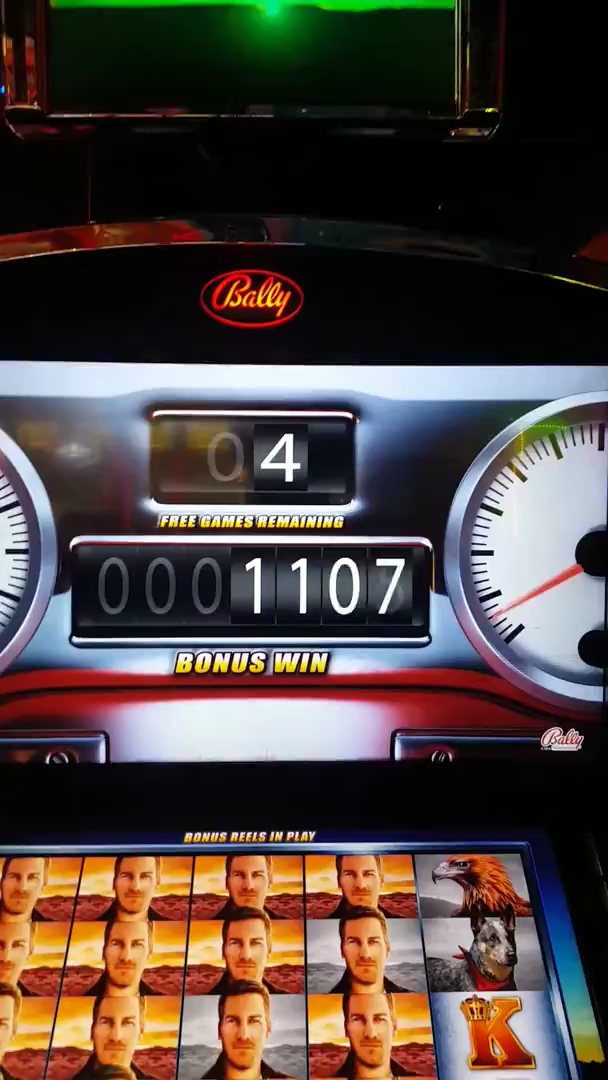 Bally
04
FREE GAMES REMAINING
0001107
BONUS WIN
Bally
BONUS REELS IN PLAY
K